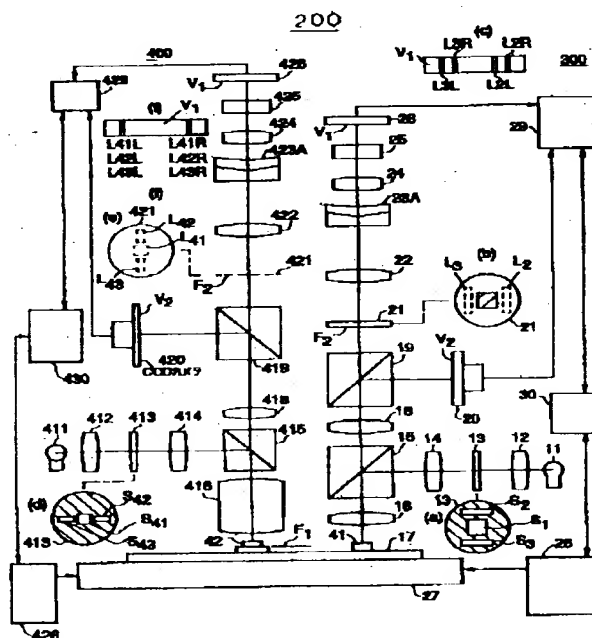 200
400
426
V1
425
424
423A
429
(f)
V1
L41L
L42L
L43L
L41R
L42R
L43R
(c)
V1
L3R
L2R
L3L
L2L
26
V1
25
24
23A
29
(e)
421
L42
L41
L43
422
F2
421
22
(b)
L3
L2
21
F2
21
V2
420
419
19
V2
20
430
30
418
18
411
412
413
414
415
15
14
13
12
11
416
16
(d)
S42
S41
S43
413
13
S2
(a)
S1
S3
42
F1
41
17
27